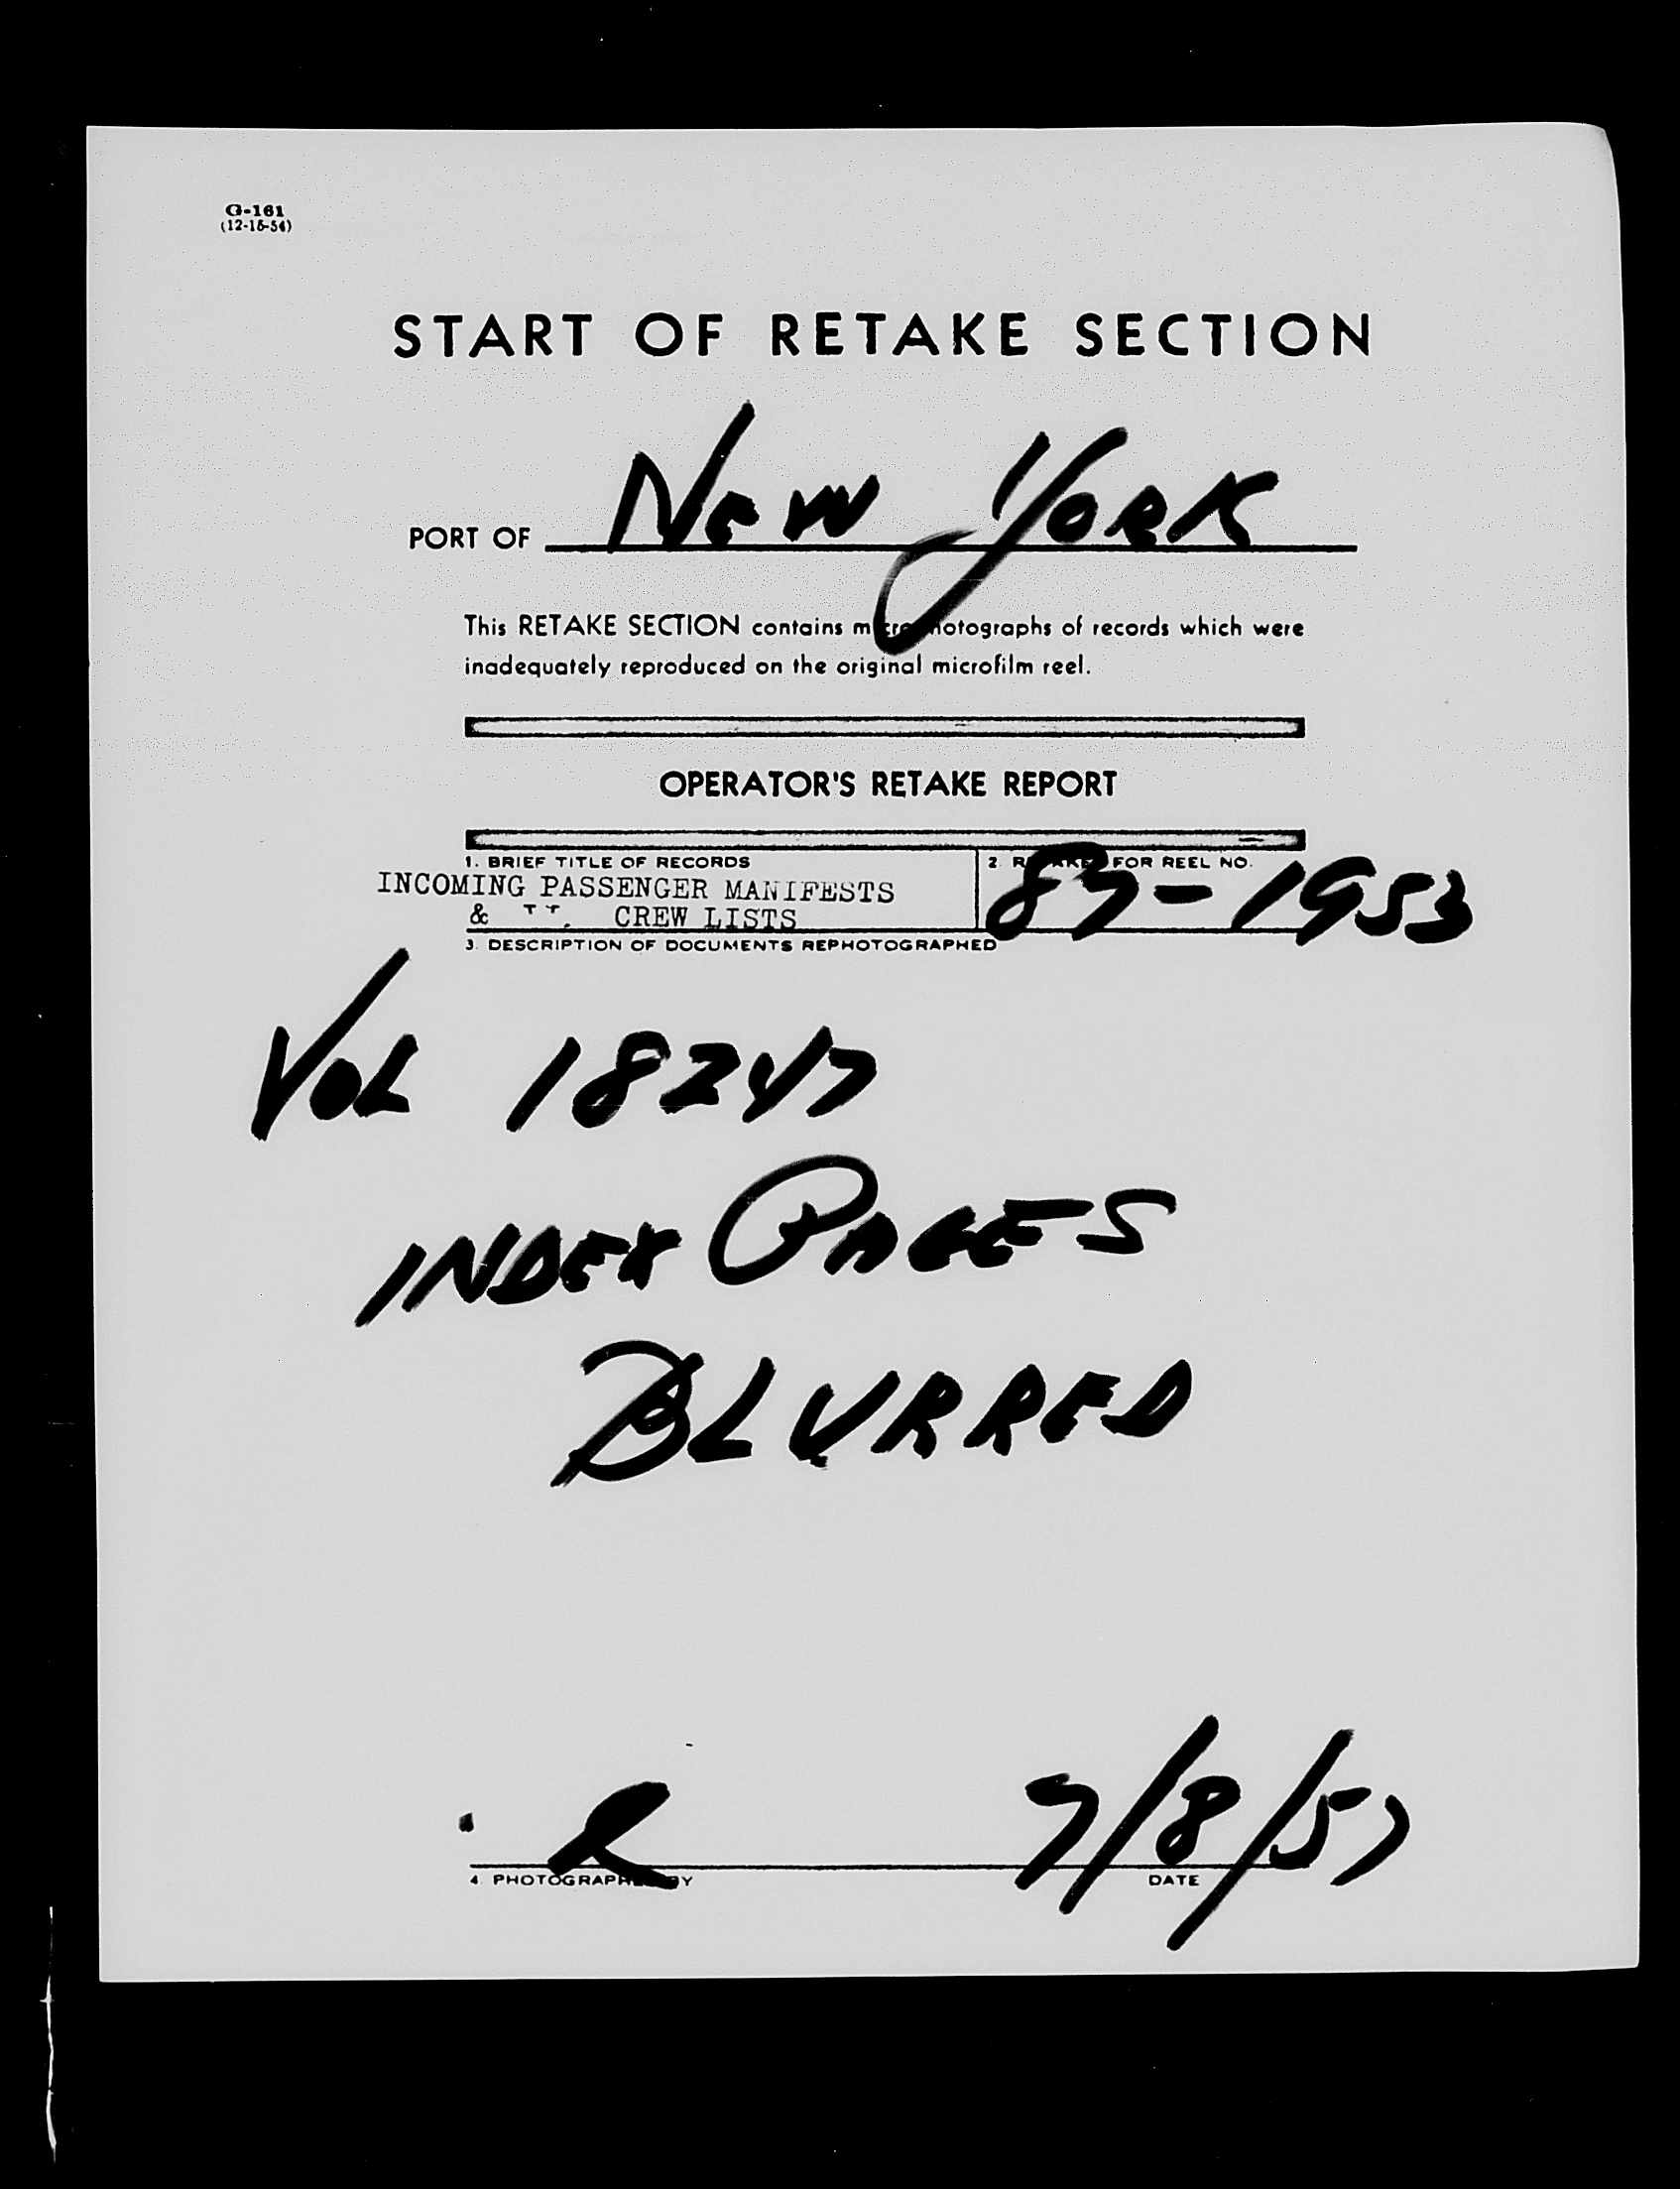 G-161
(12-15-54)
START OF RETAKE SECTION
PORT OF New York
This RETAKE SECTION contains microphotographs of records which were
inadequately reproduced on the original microfilm reel.
OPERATOR'S RETAKE REPORT
1. BRIEF TITLE OF RECORDS
2. RETAKES FOR REEL NO.
INCOMING PASSENGER MANIFESTS
& CREW LISTS
83-1953
3. DESCRIPTION OF DOCUMENTS REPHOTOGRAPHED
VOL 18247
INDEX PAGES
BLURRED
7/8/57
4. PHOTOGRAPHED BY
DATE